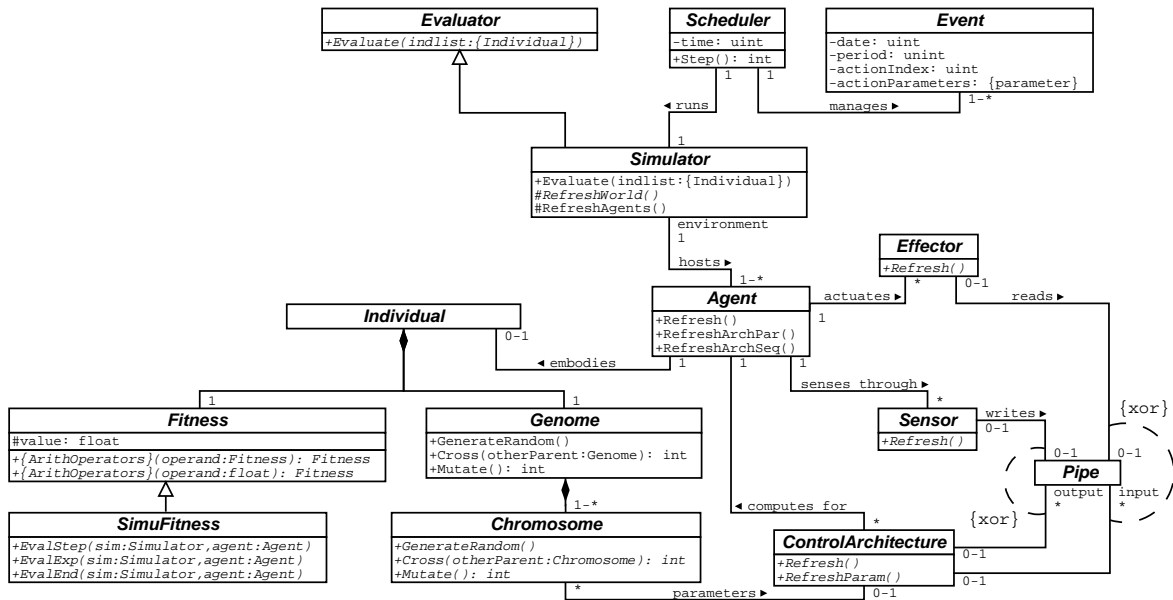 Evaluator
+Evaluate(indlist:{Individual})
Scheduler
-time: uint
+Step(): int
Event
-date: uint
-period: unint
-actionIndex: uint
-actionParameters: {parameter}
1
1
1-*
◄ runs
manages ►
1
Simulator
+Evaluate(indlist:{Individual})
#RefreshWorld()
#RefreshAgents()
environment
1
hosts ►
1-*
Effector
+Refresh()
*
0-1
actuates ►
reads ►
1
Agent
+Refresh()
+RefreshArchPar()
+RefreshArchSeq()
1
1
1
Individual
0-1
◄ embodies
senses through ►
*
1
1
Fitness
#value: float
+{ArithOperators}(operand:Fitness): Fitness
+{ArithOperators}(operand:float): Fitness
Genome
+GenerateRandom()
+Cross(otherParent:Genome): int
+Mutate(): int
1-*
Sensor
+Refresh()
writes ►
0-1
{xor}
0-1
0-1
Pipe
output
*
input
*
{xor}
SimuFitness
+EvalStep(sim:Simulator,agent:Agent)
+EvalExp(sim:Simulator,agent:Agent)
+EvalEnd(sim:Simulator,agent:Agent)
Chromosome
+GenerateRandom()
+Cross(otherParent:Chromosome): int
+Mutate(): int
*
◄ computes for
*
ControlArchitecture
+Refresh()
+RefreshParam()
0-1
0-1
parameters ►
0-1